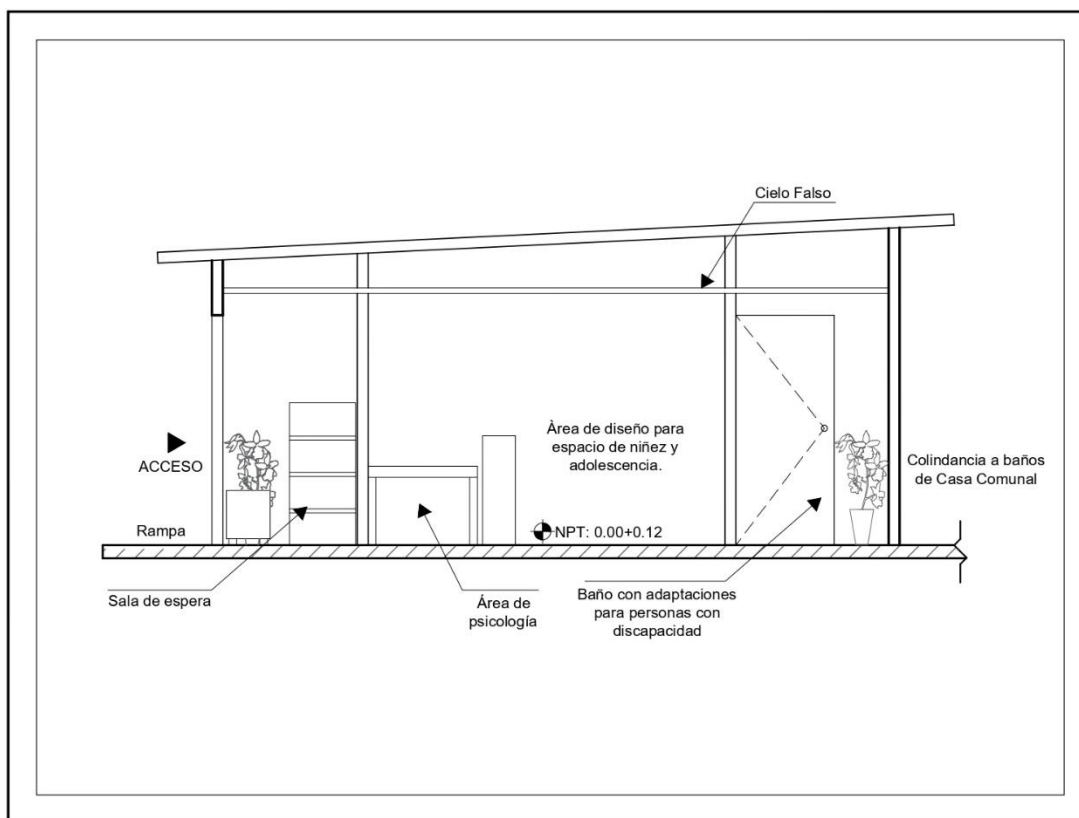 Cielo Falso
ACCESO
Àrea de diseño para
espacio de niñez y
adolescencia.
Colindancia a baños
de Casa Comunal
Rampa
NPT: 0.00+0.12
Sala de espera
Área de
psicología
Baño con adaptaciones
para personas con
discapacidad